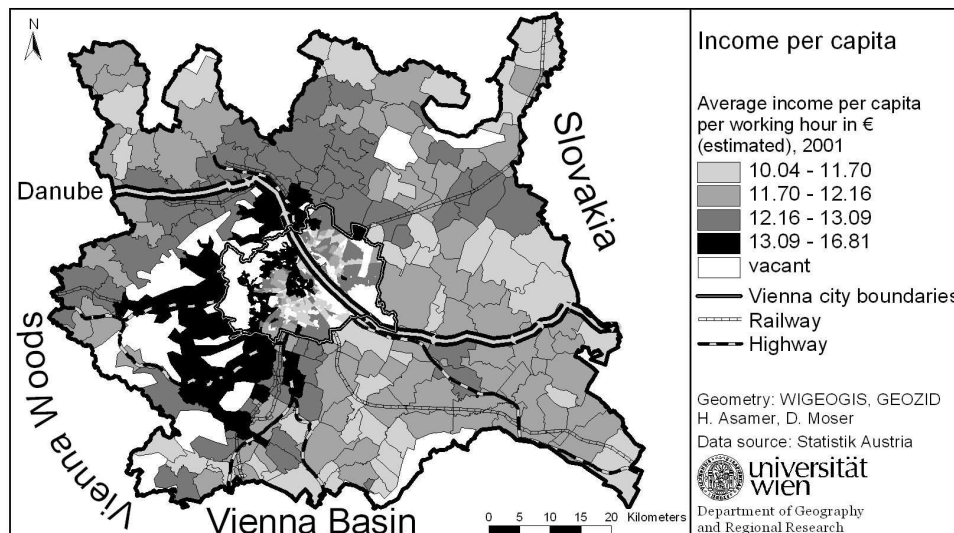 N
Danube
Slovakia
Vienna Woods
Vienna Basin
0 5 10 15 20 Kilometers
Income per capita
Average income per capita
per working hour in €
(estimated), 2001
10.04 - 11.70
11.70 - 12.16
12.16 - 13.09
13.09 - 16.81
vacant
Vienna city boundaries
Railway
Highway
Geometry: WIGEOGIS, GEOZID
H. Asamer, D. Moser
Data source: Statistik Austria
universität
wien
Department of Geography
and Regional Research